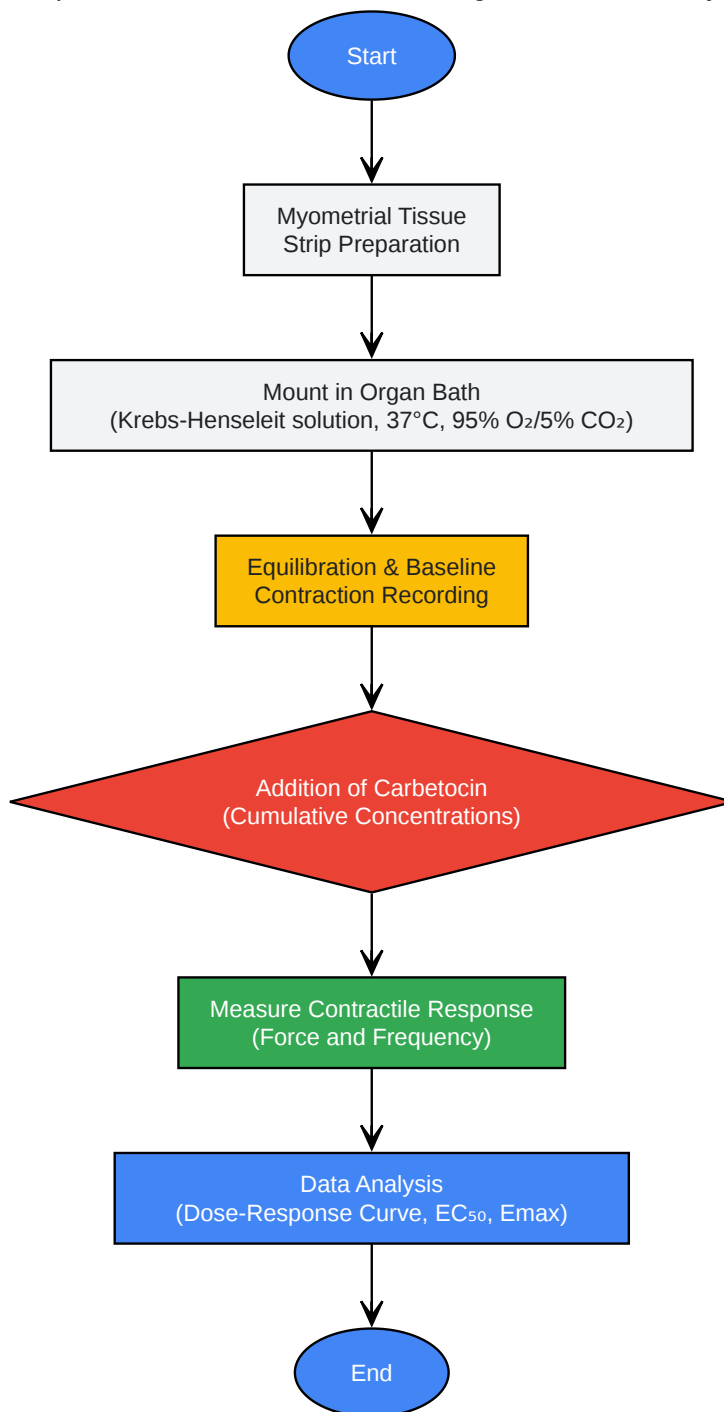 Start
Myometrial Tissue
Strip Preparation
Mount in Organ Bath
(Krebs-Henseleit solution, 37°C, 95% O₂/5% CO₂)
Equilibration & Baseline
Contraction Recording
Addition of Carbetocin
(Cumulative Concentrations)
Measure Contractile Response
(Force and Frequency)
Data Analysis
(Dose-Response Curve, EC₅₀, Emax)
End